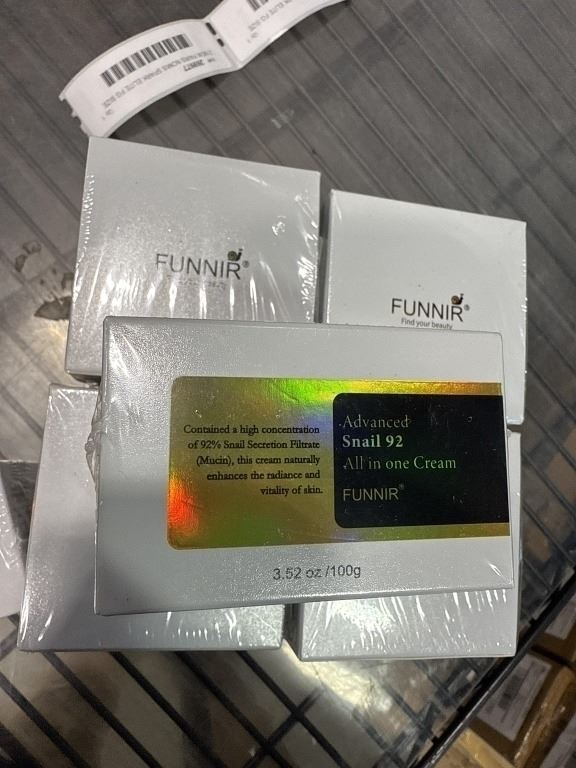 FUNNIR®
FUNNIR®
Find your beauty
Contained a high concentration
of 92% Snail Secretion Filtrate
(Mucin), this cream naturally
enhances the radiance and
vitality of skin.
Advanced
Snail 92
All in one Cream
FUNNIR®
3.52 oz /100g